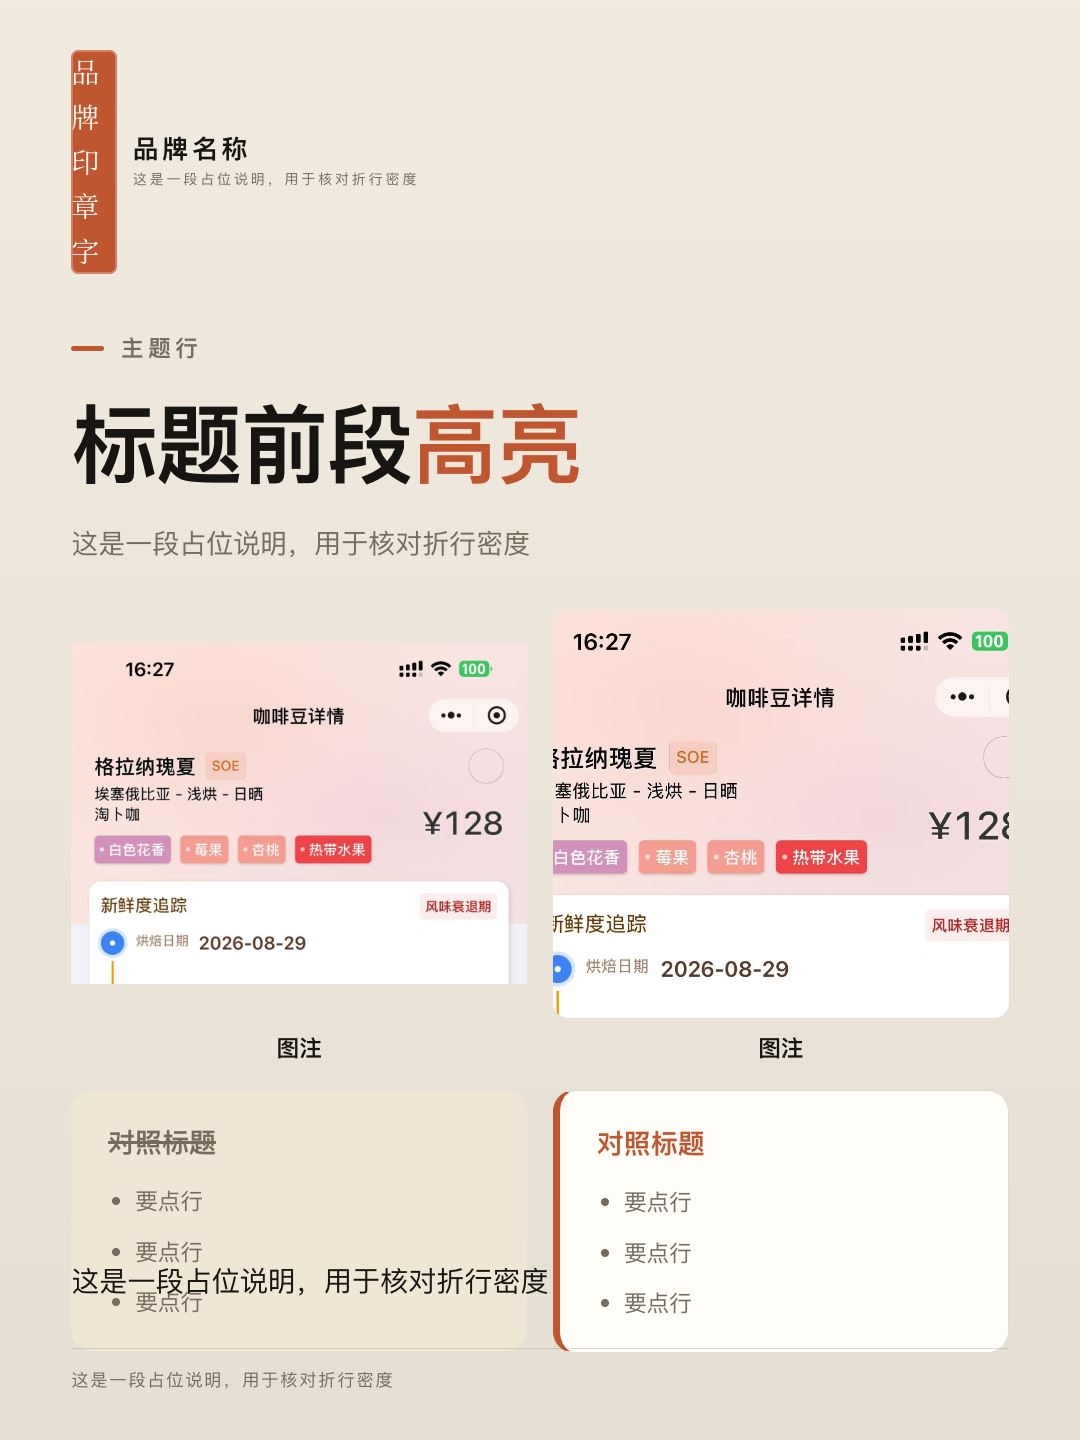 品牌印章字
品牌名称
这是一段占位说明，用于核对折行密度
主题行
标题前段高亮
这是一段占位说明，用于核对折行密度
16:27
100
咖啡豆详情
格拉纳瑰夏 SOE
埃塞俄比亚 - 浅烘 - 日晒
淘卜咖
¥128
白色花香 莓果 杏桃 热带水果
新鲜度追踪 风味衰退期
烘焙日期 2026-08-29
图注
16:27
100
咖啡豆详情
格拉纳瑰夏 SOE
埃塞俄比亚 - 浅烘 - 日晒
卜咖
¥128
白色花香 莓果 杏桃 热带水果
新鲜度追踪 风味衰退期
烘焙日期 2026-08-29
图注
对照标题
要点行
要点行
要点行
这是一段占位说明，用于核对折行密度
对照标题
要点行
要点行
要点行
这是一段占位说明，用于核对折行密度